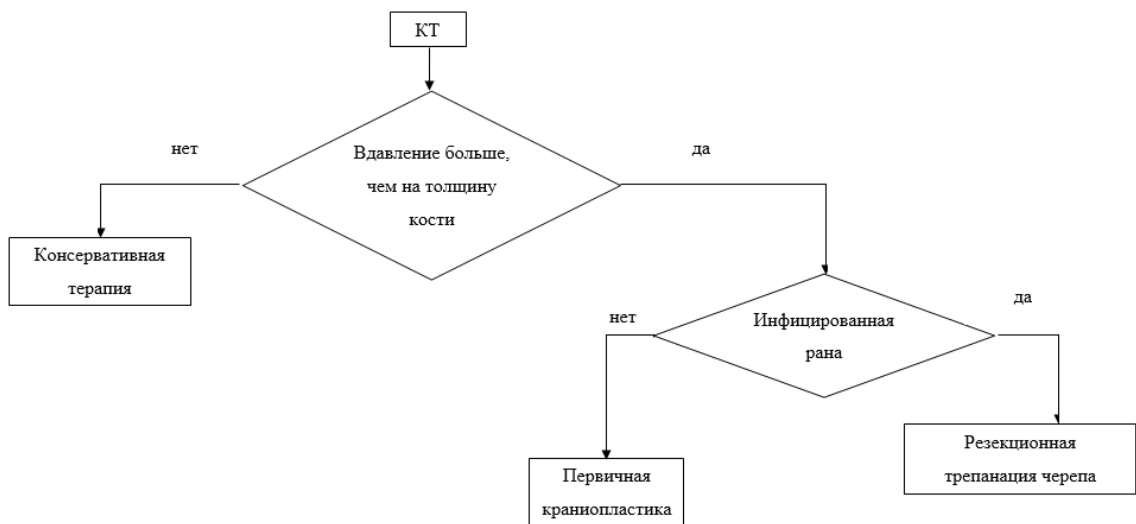 КТ
нет
Вдавление больше,
чем на толщину
кости
да
Консервативная
терапия
нет
Инфицированная
рана
да
Первичная
краниопластика
Резекционная
трепанация черепа